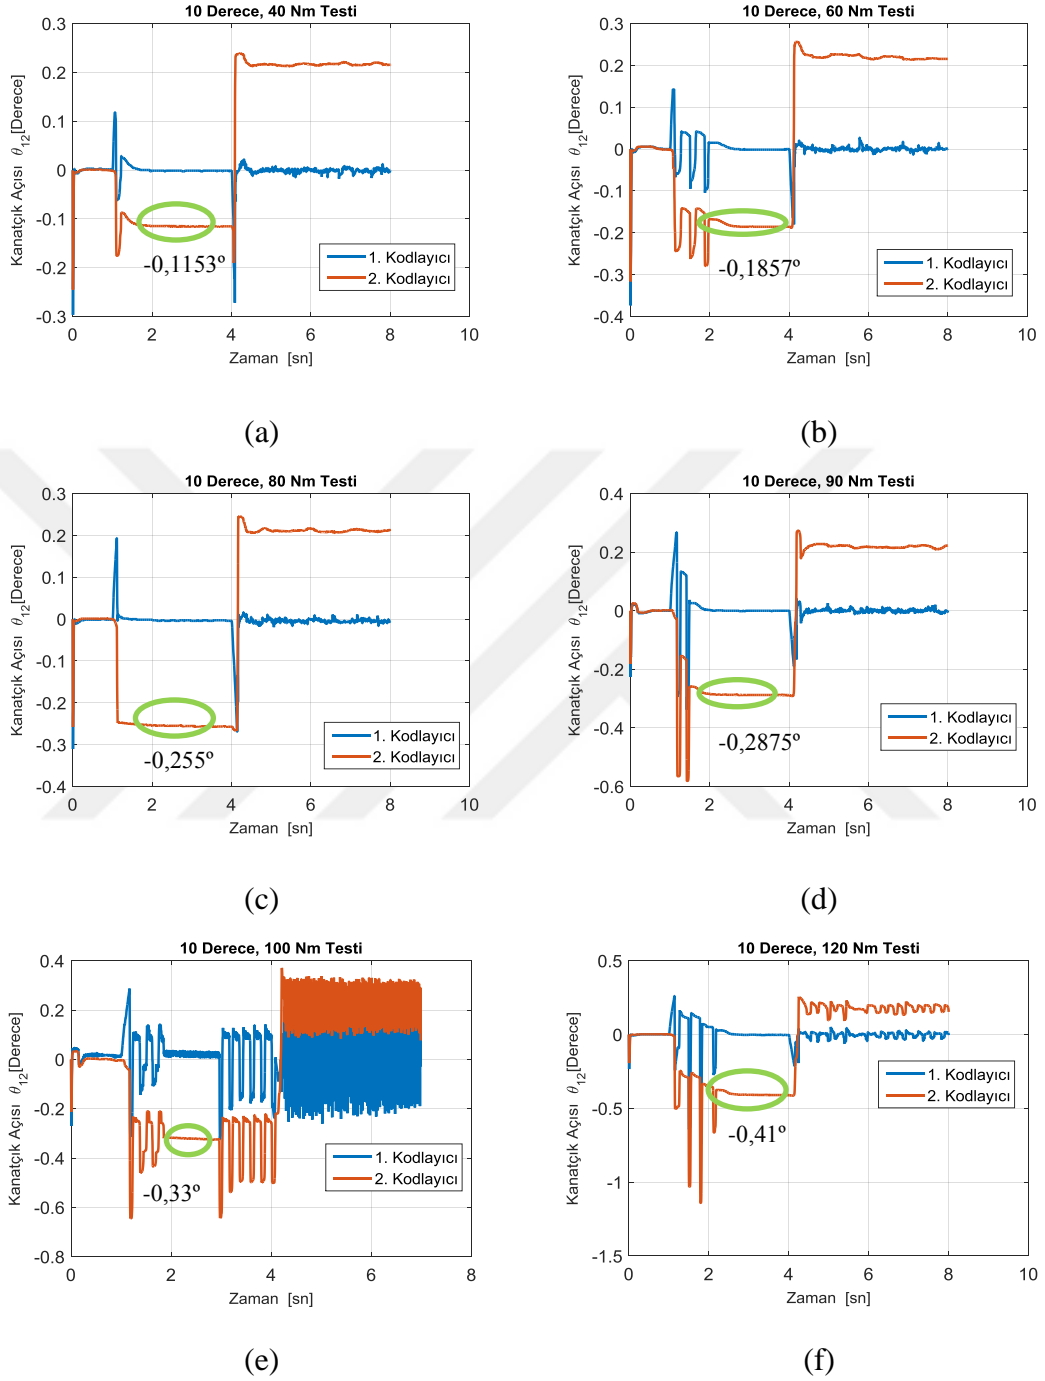 10 Derece, 40 Nm Testi
0.3
0.2
0.1
0
-0.1
-0.2
-0.3
Kanatçık Açısı θ12[Derece]
-0,1153º
1. Kodlayıcı
2. Kodlayıcı
0 2 4 6 8 10
Zaman [sn]
(a)
10 Derece, 60 Nm Testi
0.3
0.2
0.1
0
-0.1
-0.2
-0.3
-0.4
Kanatçık Açısı θ12[Derece]
-0,1857º
1. Kodlayıcı
2. Kodlayıcı
0 2 4 6 8 10
Zaman [sn]
(b)
10 Derece, 80 Nm Testi
0.3
0.2
0.1
0
-0.1
-0.2
-0.3
-0.4
Kanatçık Açısı θ12[Derece]
-0,255º
1. Kodlayıcı
2. Kodlayıcı
0 2 4 6 8 10
Zaman [sn]
(c)
10 Derece, 90 Nm Testi
0.4
0.2
0
-0.2
-0.4
-0.6
Kanatçık Açısı θ12[Derece]
-0,2875º
1. Kodlayıcı
2. Kodlayıcı
0 2 4 6 8 10
Zaman [sn]
(d)
10 Derece, 100 Nm Testi
0.4
0.2
0
-0.2
-0.4
-0.6
-0.8
Kanatçık Açısı θ12[Derece]
-0,33º
1. Kodlayıcı
2. Kodlayıcı
0 2 4 6 8
Zaman [sn]
(e)
10 Derece, 120 Nm Testi
0.5
0
-0.5
-1
-1.5
Kanatçık Açısı θ12[Derece]
-0,41º
1. Kodlayıcı
2. Kodlayıcı
0 2 4 6 8 10
Zaman [sn]
(f)